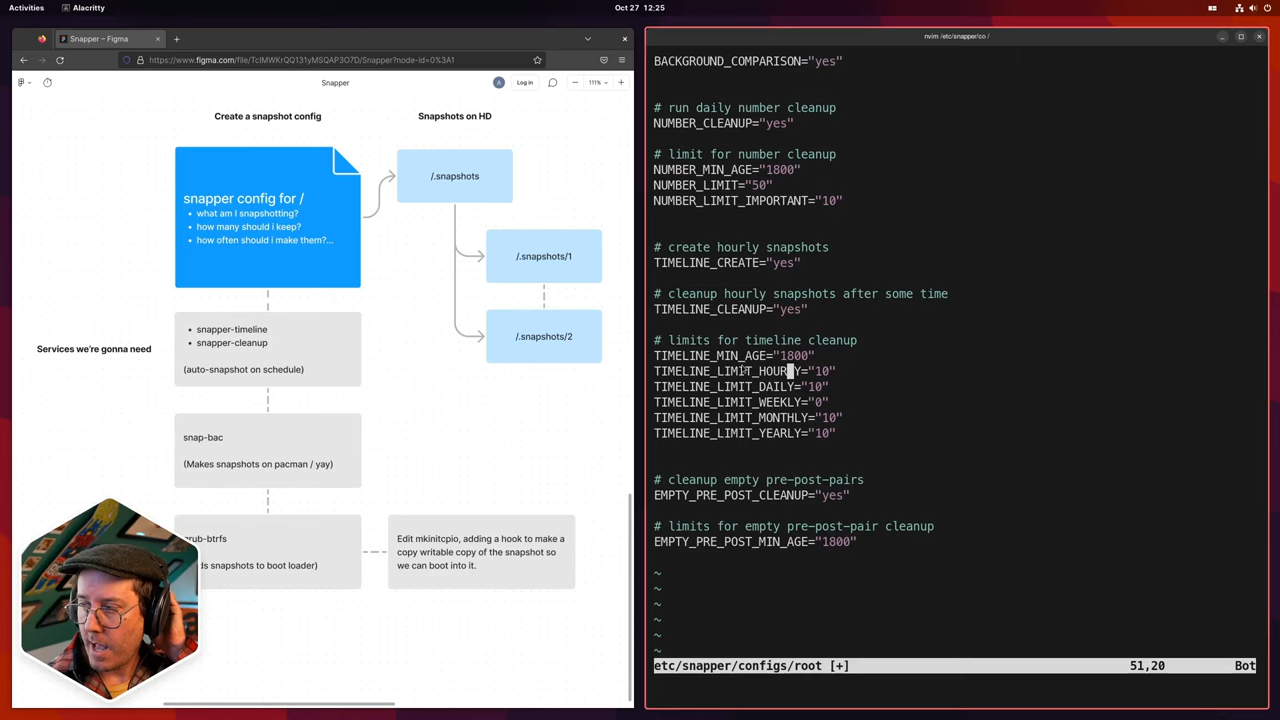 Activities
Alacritty
Oct 27 12:25
Snapper – Figma
https://www.figma.com/file/TcIMWKrQQ131yMSQAP3O7D/Snapper?node-id=0%3A1
Snapper
A
Log in
111%
Create a snapshot config
Snapshots on HD
snapper config for /
• what am I snapshotting?
• how many should i keep?
• how often should i make them?...
/.snapshots
/.snapshots/1
/.snapshots/2
Services we're gonna need
• snapper-timeline
• snapper-cleanup
(auto-snapshot on schedule)
snap-bac
(Makes snapshots on pacman / yay)
grub-btrfs
ds snapshots to boot loader)
Edit mkinitcpio, adding a hook to make a
copy writable copy of the snapshot so
we can boot into it.
nvim /etc/snapper/co /
BACKGROUND_COMPARISON="yes"
# run daily number cleanup
NUMBER_CLEANUP="yes"
# limit for number cleanup
NUMBER_MIN_AGE="1800"
NUMBER_LIMIT="50"
NUMBER_LIMIT_IMPORTANT="10"
# create hourly snapshots
TIMELINE_CREATE="yes"
# cleanup hourly snapshots after some time
TIMELINE_CLEANUP="yes"
# limits for timeline cleanup
TIMELINE_MIN_AGE="1800"
TIMELINE_LIMIT_HOURLY="10"
TIMELINE_LIMIT_DAILY="10"
TIMELINE_LIMIT_WEEKLY="0"
TIMELINE_LIMIT_MONTHLY="10"
TIMELINE_LIMIT_YEARLY="10"
# cleanup empty pre-post-pairs
EMPTY_PRE_POST_CLEANUP="yes"
# limits for empty pre-post-pair cleanup
EMPTY_PRE_POST_MIN_AGE="1800"
~
~
~
~
~
~
etc/snapper/configs/root [+]
51,20
Bot